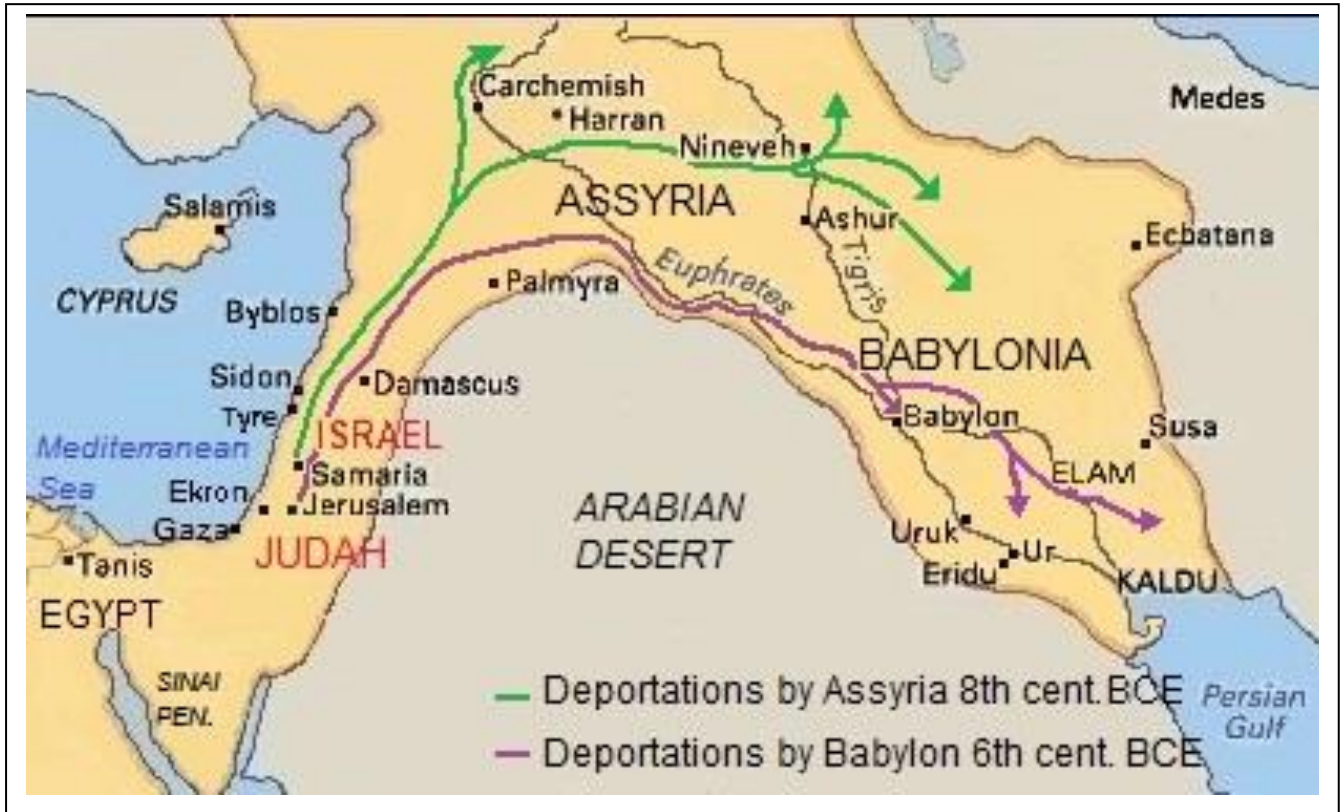 Carchemish
Harran
Medes
Nineveh
ASSYRIA
Salamis
Ashur
Ecbatana
Tigris
Euphrates
Palmyra
CYPRUS
Byblos
BABYLONIA
Sidon
Damascus
Tyre
Babylon
Susa
ISRAEL
Mediterranean
Sea
Samaria
ELAM
Ekron
Jerusalem
ARABIAN
DESERT
Gaza
Uruk
JUDAH
Ur
Tanis
Eridu
KALDU
EGYPT
SINAI
PEN.
Deportations by Assyria 8th cent.BCE
Persian
Gulf
Deportations by Babylon 6th cent. BCE